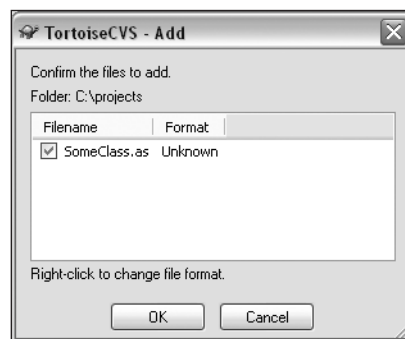 TortoiseCVS - Add
Confirm the files to add.
Folder: C:\projects
Filename Format
SomeClass.as Unknown
Right-click to change file format.
OK Cancel